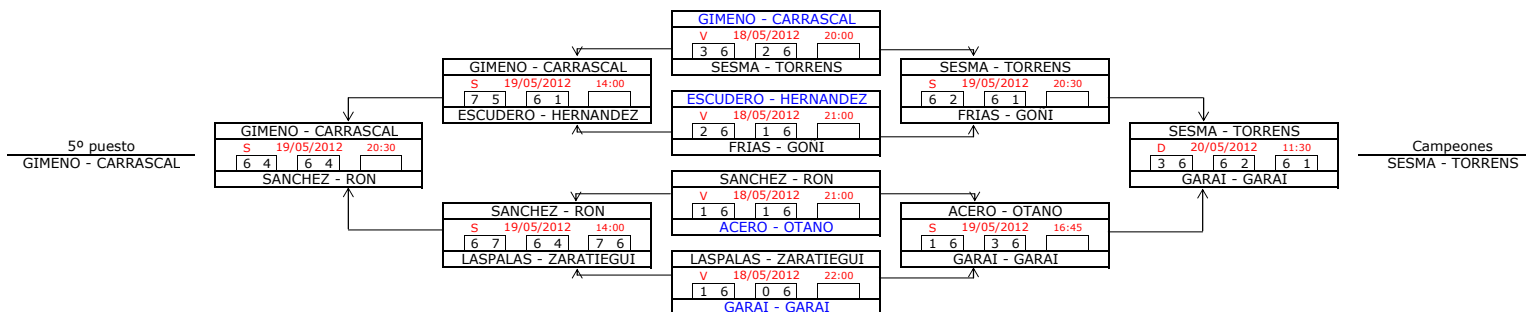 GIMENO - CARRASCAL
V 18/05/2012 20:00
3 6 2 6
SESMA - TORRENS
GIMENO - CARRASCAL
S 19/05/2012 14:00
7 5 6 1
ESCUDERO - HERNANDEZ
SESMA - TORRENS
S 19/05/2012 20:30
6 2 6 1
FRIAS - GOÑI
ESCUDERO - HERNANDEZ
V 18/05/2012 21:00
2 6 1 6
FRIAS - GOÑI
5º puesto
GIMENO - CARRASCAL
GIMENO - CARRASCAL
S 19/05/2012 20:30
6 4 6 4
SANCHEZ - RON
SESMA - TORRENS
D 20/05/2012 11:30
3 6 6 2 6 1
GARAI - GARAI
Campeones
SESMA - TORRENS
SANCHEZ - RON
V 18/05/2012 21:00
1 6 1 6
ACERO - OTANO
SANCHEZ - RON
S 19/05/2012 14:00
6 7 6 4 7 6
LASPALAS - ZARATIEGUI
ACERO - OTANO
S 19/05/2012 16:45
1 6 3 6
GARAI - GARAI
LASPALAS - ZARATIEGUI
V 18/05/2012 22:00
1 6 0 6
GARAI - GARAI